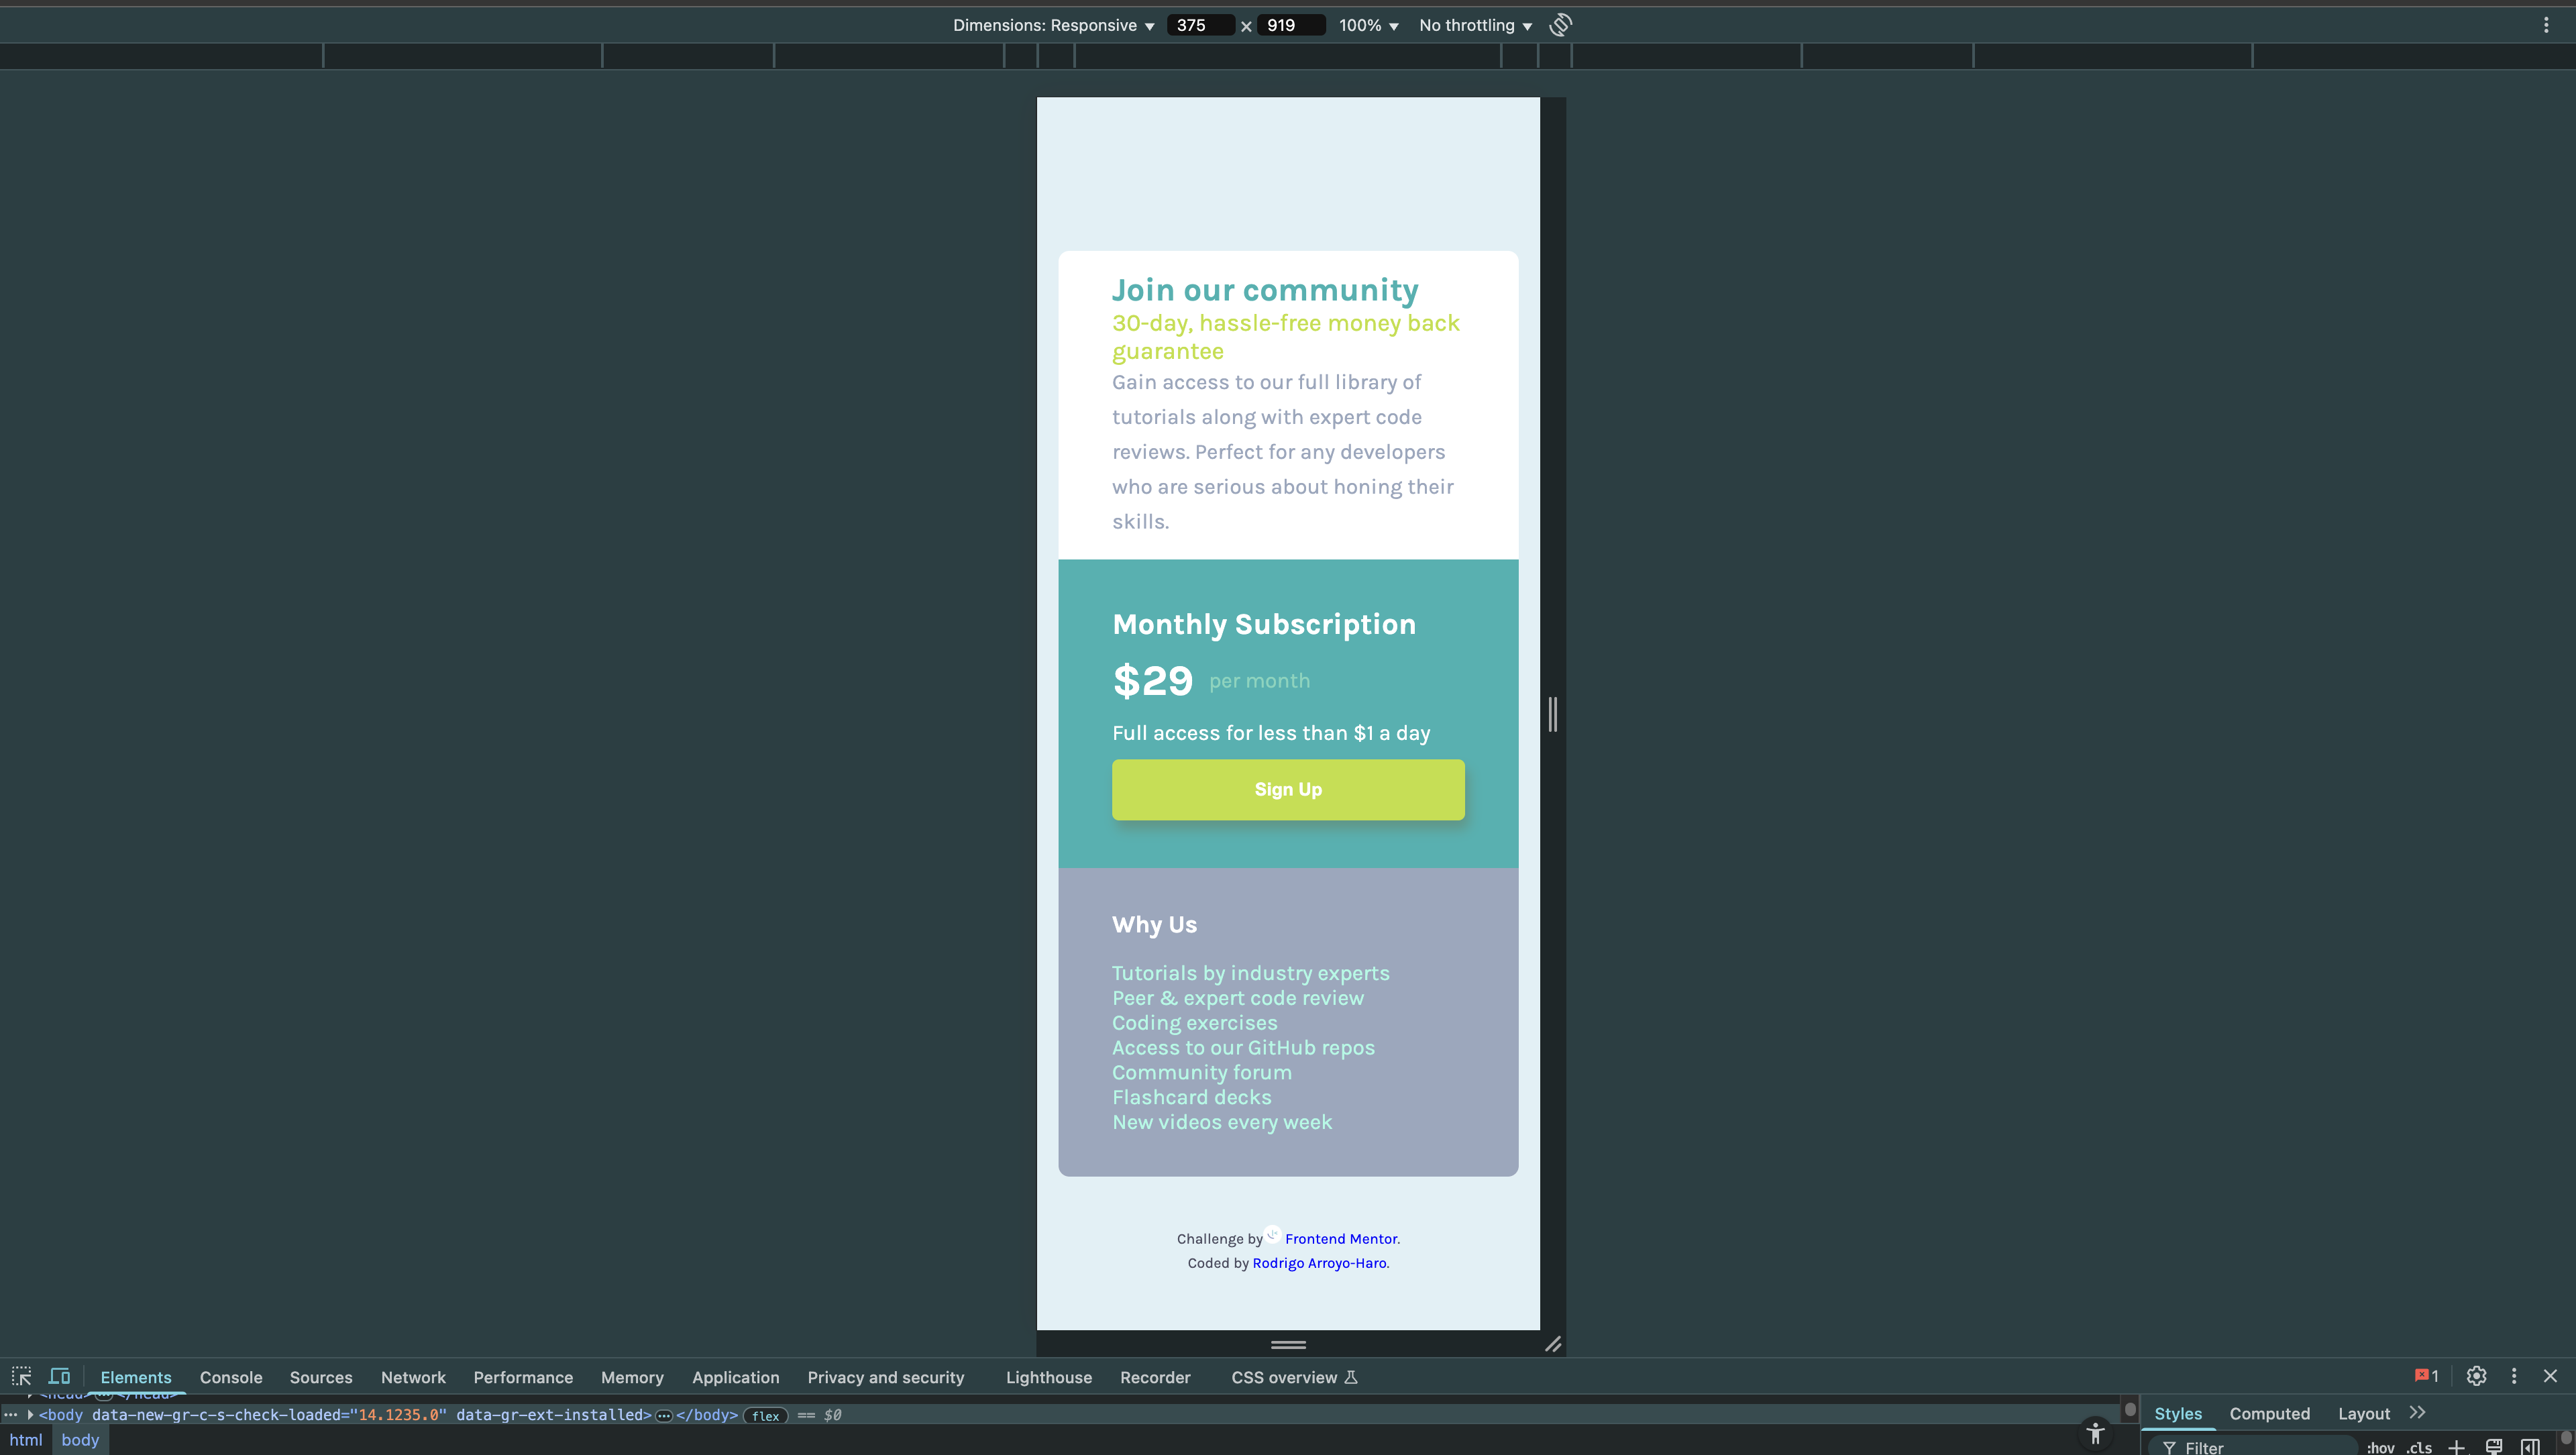 Dimensions: Responsive ▼ 375 × 919 100% ▼ No throttling ▼
Join our community
30-day, hassle-free money back
guarantee
Gain access to our full library of
tutorials along with expert code
reviews. Perfect for any developers
who are serious about honing their
skills.
Monthly Subscription
$29 per month
Full access for less than $1 a day
Sign Up
Why Us
Tutorials by industry experts
Peer & expert code review
Coding exercises
Access to our GitHub repos
Community forum
Flashcard decks
New videos every week
Challenge by Frontend Mentor.
Coded by Rodrigo Arroyo-Haro.
Elements Console Sources Network Performance Memory Application Privacy and security Lighthouse Recorder CSS overview 1
<head> … </head>
<body data-new-gr-c-s-check-loaded="14.1235.0" data-gr-ext-installed> … </body> flex == $0
html body
Styles Computed Layout
Filter :hov .cls